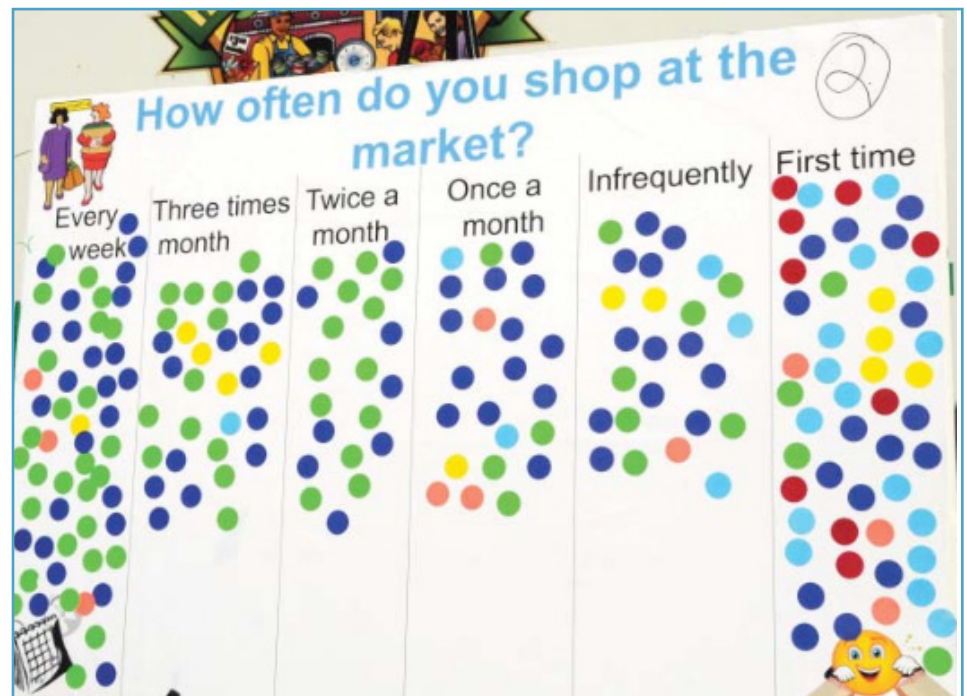 How often do you shop at the
market?
2
Every
week
Three times
month
Twice a
month
Once a
month
Infrequently
First time